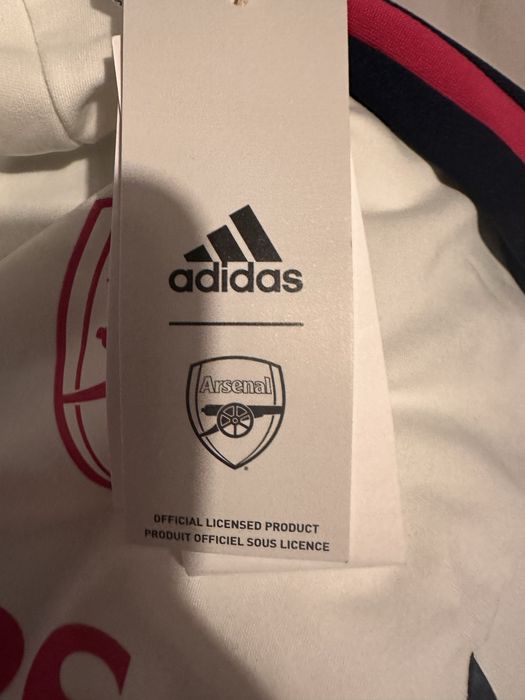 adidas
Arsenal
OFFICIAL LICENSED PRODUCT
PRODUIT OFFICIEL SOUS LICENCE